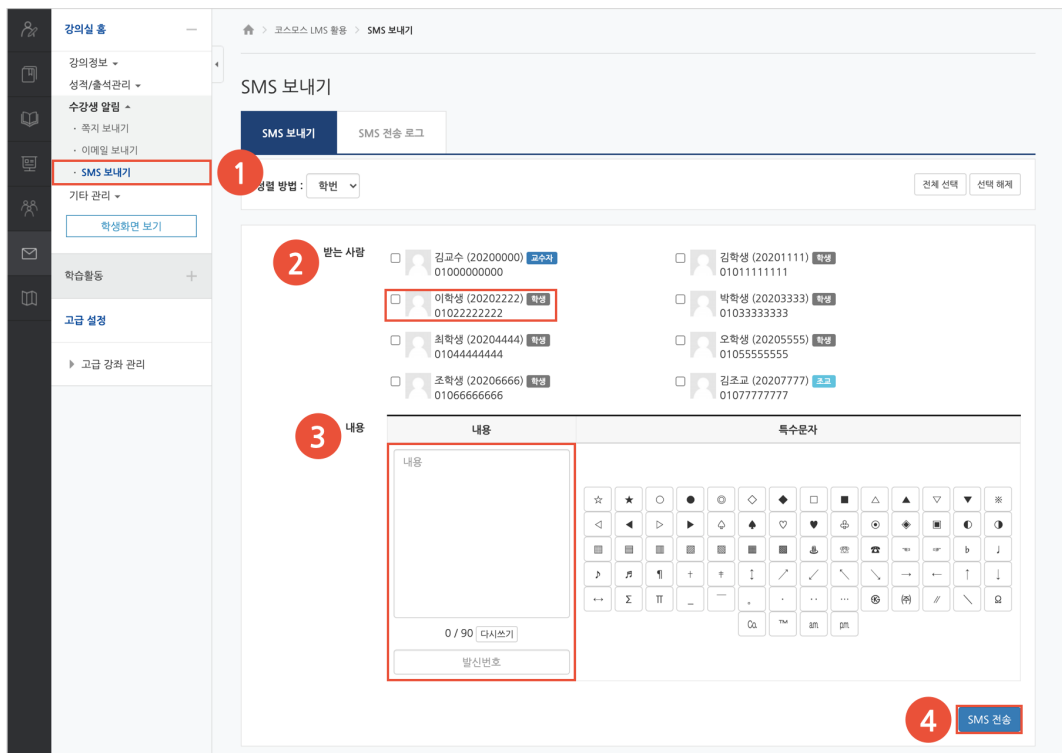 강의실 홈
강의정보
성적/출석관리
수강생 알림
· 쪽지 보내기
· 이메일 보내기
· SMS 보내기
기타 관리
학생화면 보기
학습활동
고급 설정
고급 강좌 관리
코스모스 LMS 활용 > SMS 보내기
SMS 보내기
SMS 보내기 SMS 전송 로그
1
렬 방법 : 학번 전체 선택 선택 해제
2 받는 사람
김교수 (20200000) 교수자 김학생 (20201111) 학생
01000000000 01011111111
이학생 (20202222) 학생 박학생 (20203333) 학생
01022222222 01033333333
최학생 (20204444) 학생 오학생 (20205555) 학생
01044444444 01055555555
조학생 (20206666) 학생 김조교 (20207777) 조교
01066666666 01077777777
3 내용
내용 특수문자
내용
☆ ★ ○ ● ◎ ◇ ◆ □ ■ △ ▲ ▽ ▼ ※
◁ ◀ ▷ ▶ ♤ ♠ ♡ ♥ ♧ ⊙ ◈ ▣ ◐ ◑
▒ ▤ ▥ ▨ ▧ ▦ ▩ ♨ ☏ ☎ ☜ ☞ ♭ ♩
♪ ♬ ¶ † ‡ ↕ ↗ ↙ ↖ ↘ → ← ↑ ↓
↔ Σ Π _ ¯ 。 · ‥ … ㉿ ㈜ ∥ ＼ Ω
㏇ ™ ㏂ ㏘
0 / 90 다시쓰기
발신번호
4 SMS 전송